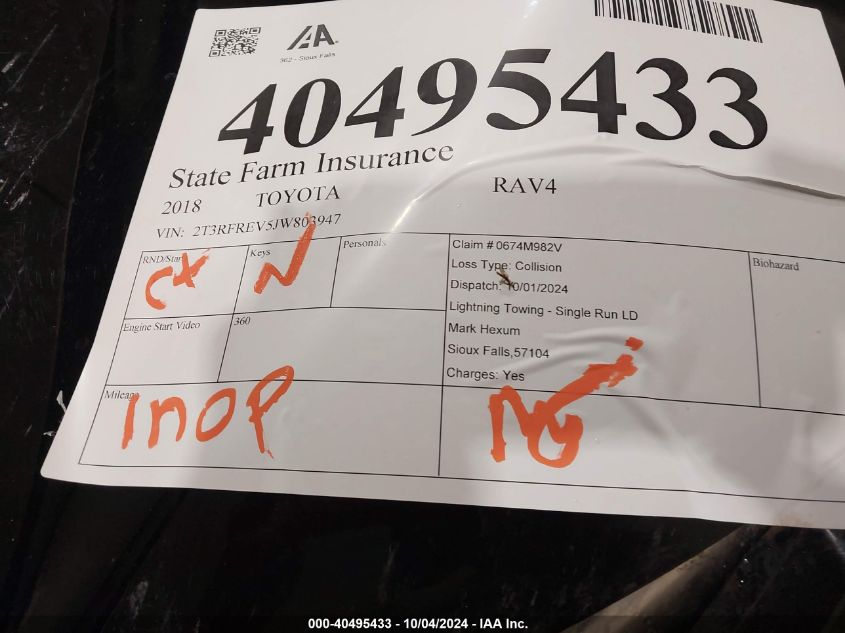 IAA
362 - Sioux Falls
40495433
State Farm Insurance
2018 TOYOTA RAV4
VIN: 2T3RFREV5JW803947
RND/Start
Keys
Personals
N
Claim # 0674M982V
Loss Type: Collision
Dispatch: 10/01/2024
Lightning Towing - Single Run LD
Mark Hexum
Sioux Falls,57104
Charges: Yes
Biohazard
Engine Start Video
360
Mileage
INOP
000-40495433 - 10/04/2024 - IAA Inc.